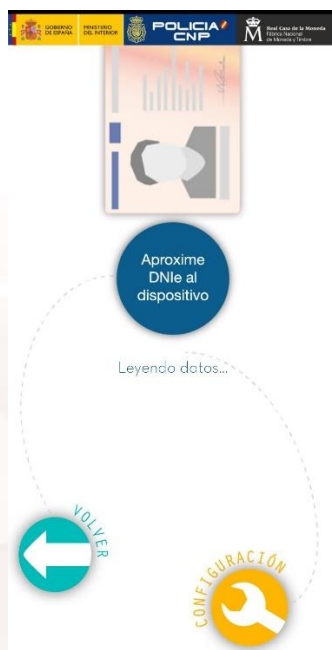 GOBIERNO
DE ESPAÑA
MINISTERIO
DEL INTERIOR
POLICIA
CNP
Real Casa de la Moneda
Fábrica Nacional
de Moneda y Timbre
Aproxime
DNIe al
dispositivo
Leyendo datos...
VOLVER
CONFIGURACIÓN